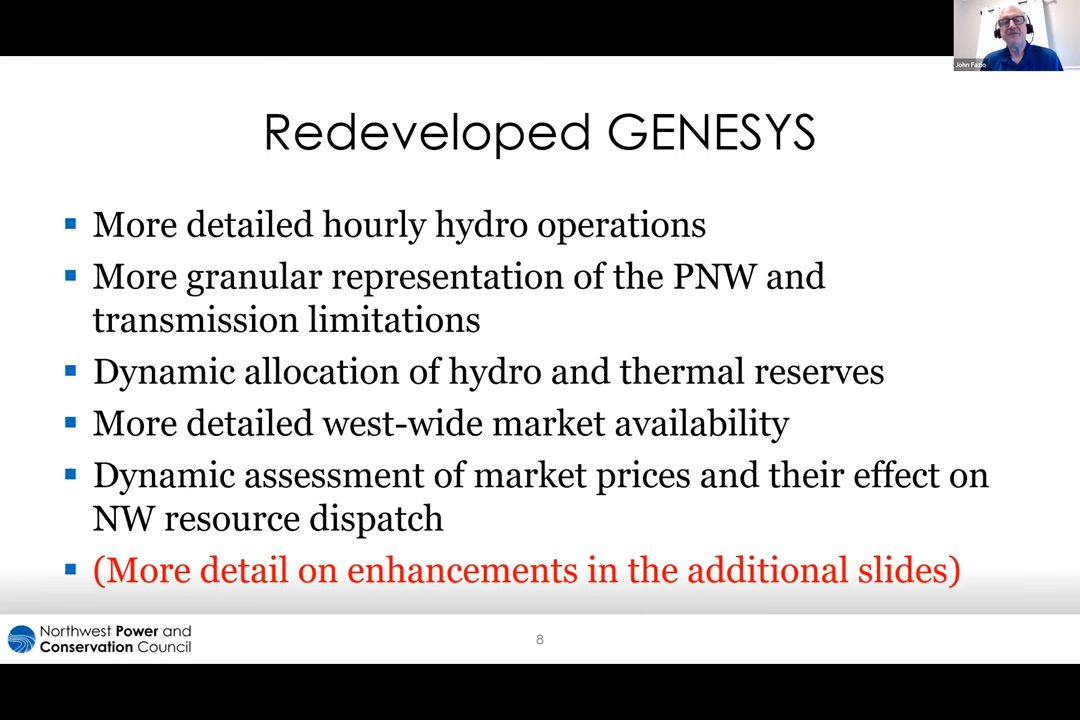 John Fazio
Redeveloped GENESYS
More detailed hourly hydro operations
More granular representation of the PNW and
transmission limitations
Dynamic allocation of hydro and thermal reserves
More detailed west-wide market availability
Dynamic assessment of market prices and their effect on
NW resource dispatch
(More detail on enhancements in the additional slides)
Northwest Power and
Conservation Council
8